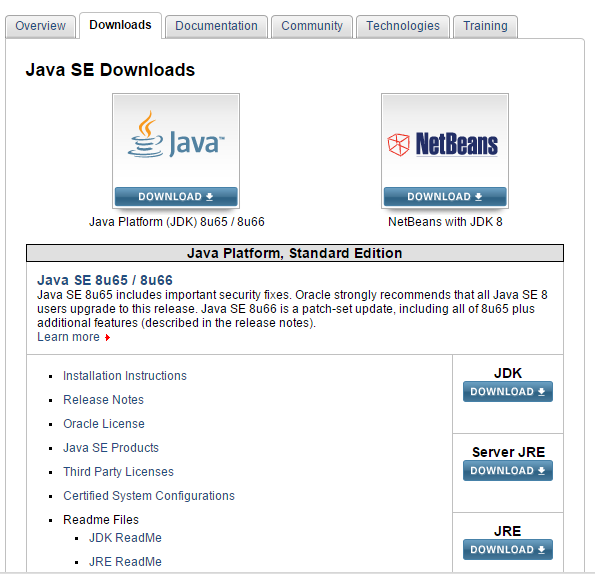 Overview Downloads Documentation Community Technologies Training
Java SE Downloads
Java™
NetBeans
DOWNLOAD
DOWNLOAD
Java Platform (JDK) 8u65 / 8u66
NetBeans with JDK 8
Java Platform, Standard Edition
Java SE 8u65 / 8u66
Java SE 8u65 includes important security fixes. Oracle strongly recommends that all Java SE 8
users upgrade to this release. Java SE 8u66 is a patch-set update, including all of 8u65 plus
additional features (described in the release notes).
Learn more
Installation Instructions
Release Notes
Oracle License
Java SE Products
Third Party Licenses
Certified System Configurations
Readme Files
JDK ReadMe
JRE ReadMe
JDK
DOWNLOAD
Server JRE
DOWNLOAD
JRE
DOWNLOAD